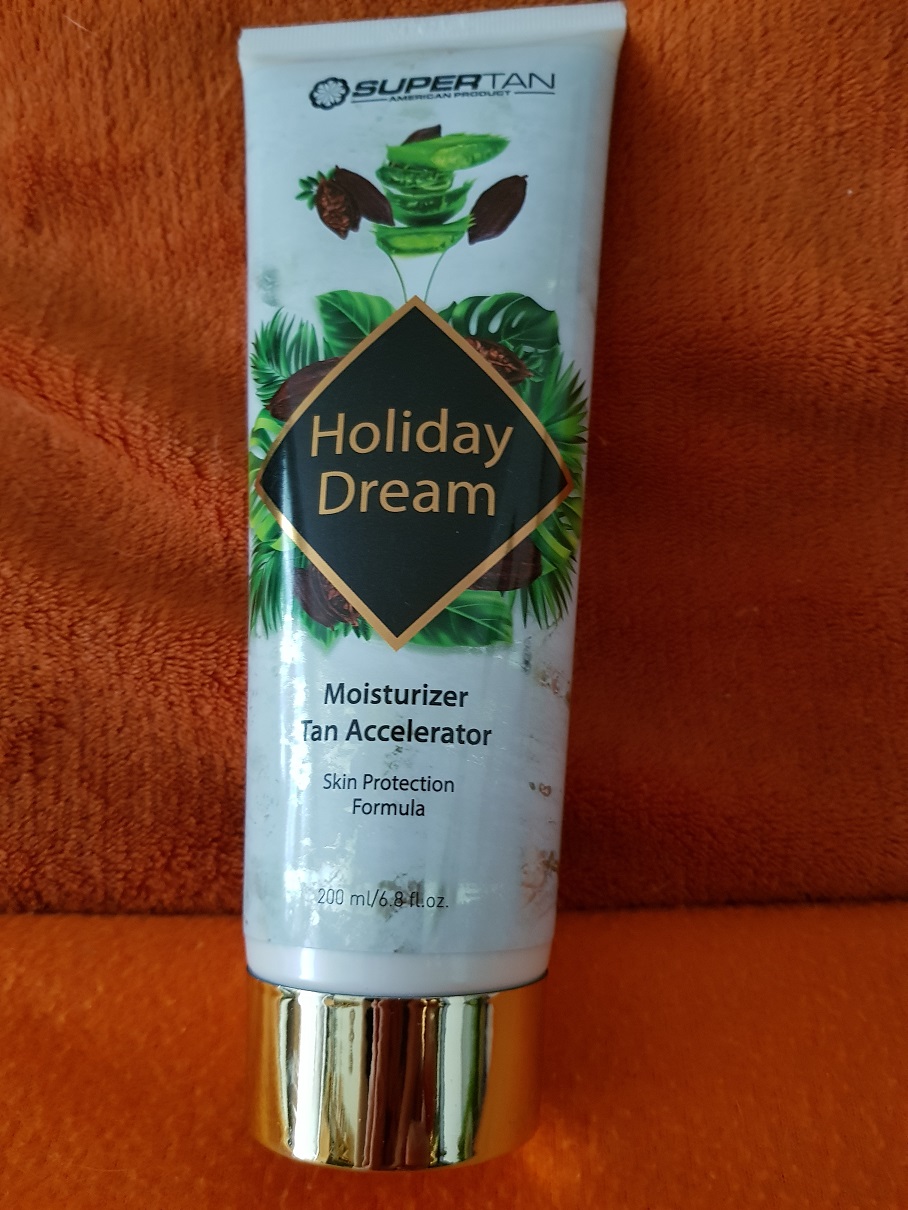 SUPERTAN
AMERICAN PRODUCT
Holiday
Dream
Moisturizer
Tan Accelerator
Skin Protection
Formula
200 ml/6.8 fl.oz.